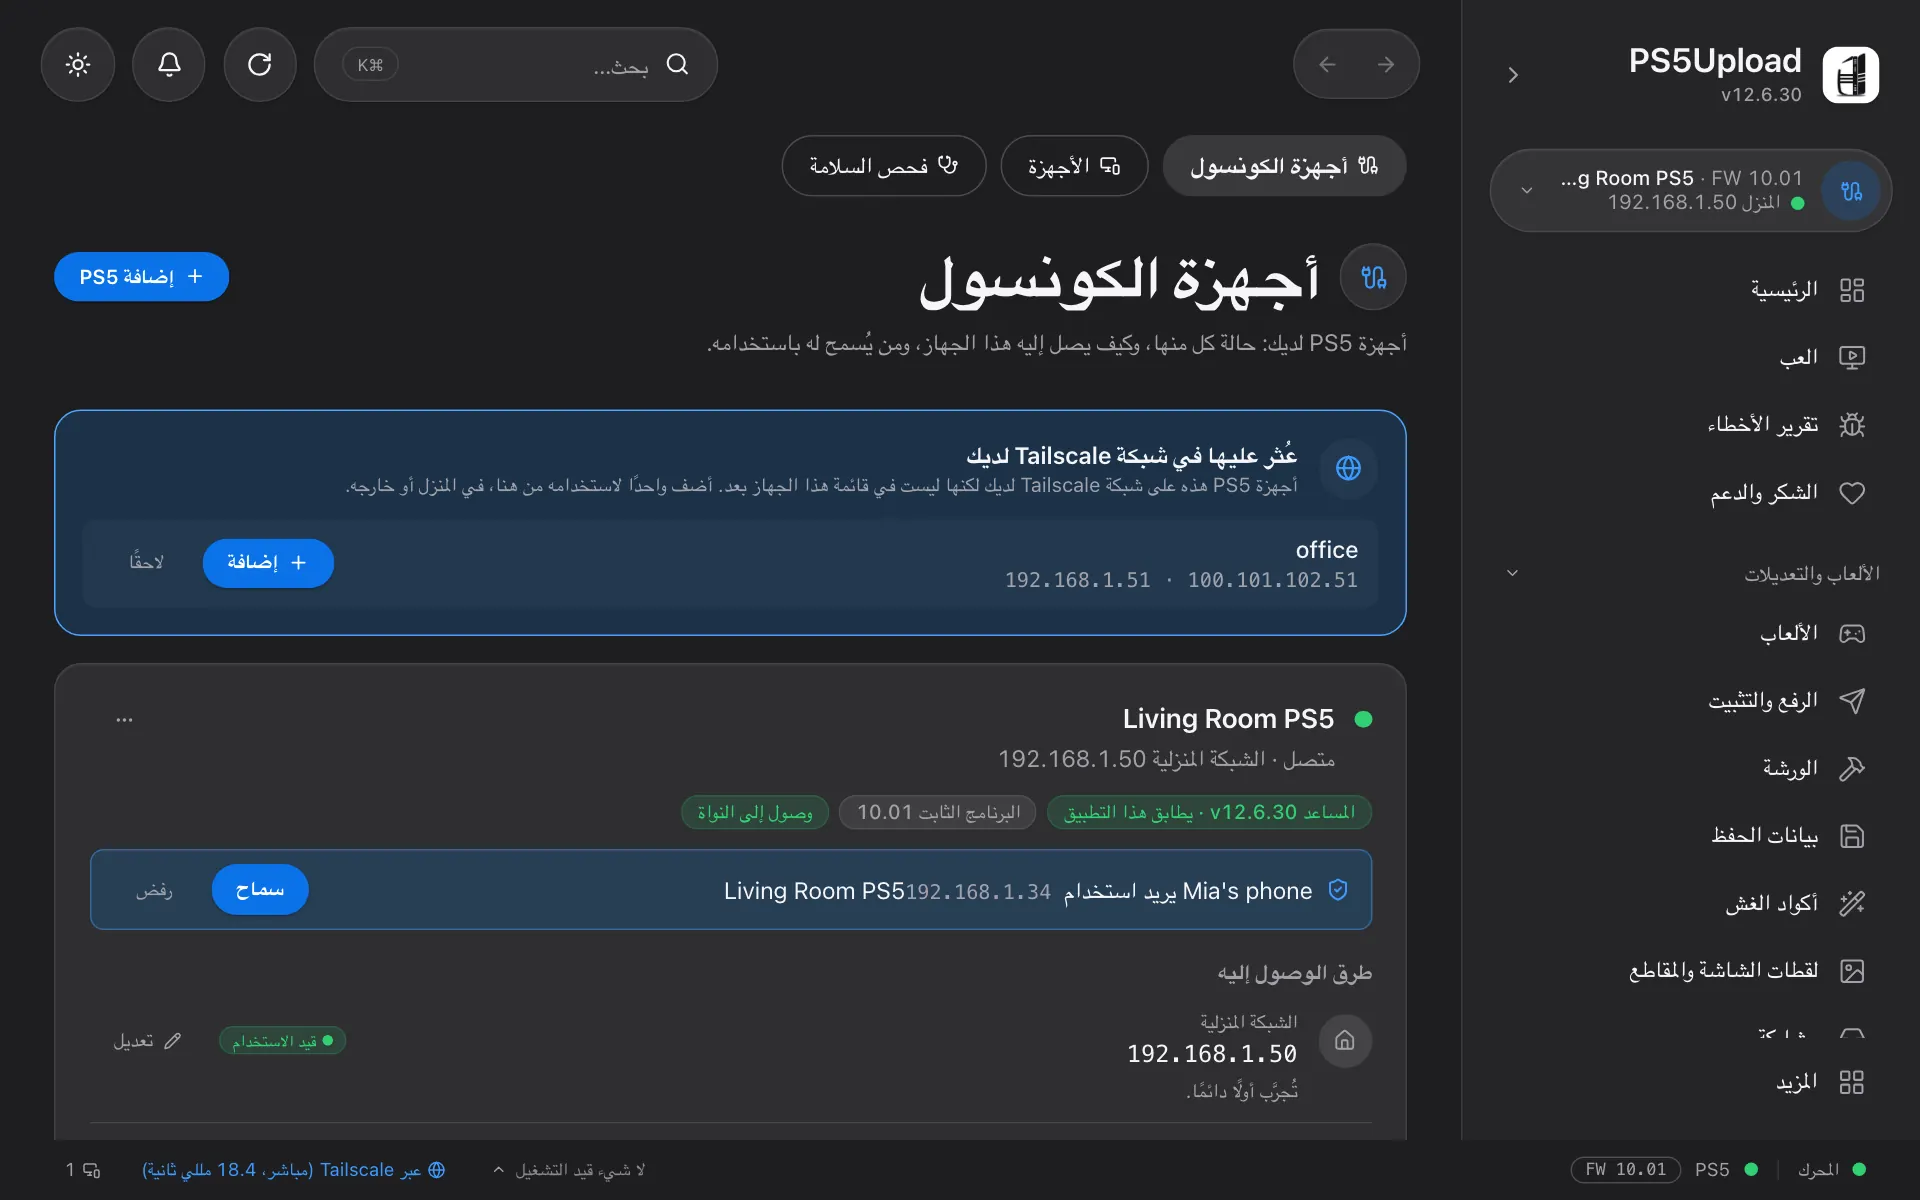 PS5Upload
v12.6.30
...g Room PS5 · FW 10.01
المنزل 192.168.1.50
الرئيسية
العب
تقرير الأخطاء
الشكر والدعم
الألعاب والتعديلات
الألعاب
الرفع والتثبيت
الورشة
بيانات الحفظ
أكواد الغش
لقطات الشاشة والمقاطع
المزيد
بحث...
⌘K
أجهزة الكونسول
الأجهزة
فحص السلامة
أجهزة الكونسول
أجهزة PS5 لديك: حالة كل منها، وكيف يصل إليه هذا الجهاز، ومن يُسمح له باستخدامه.
إضافة PS5
عُثر عليها في شبكة Tailscale لديك
أجهزة PS5 هذه على شبكة Tailscale لديك لكنها ليست في قائمة هذا الجهاز بعد. أضف واحدًا لاستخدامه من هنا، في المنزل أو خارجه.
office
192.168.1.51 · 100.101.102.51
إضافة
لاحقًا
Living Room PS5
...
متصل · الشبكة المنزلية 192.168.1.50
المساعد v12.6.30 · يطابق هذا التطبيق
البرنامج الثابت 10.01
وصول إلى النواة
Mia's phone يريد استخدام Living Room PS5 192.168.1.34
سماح
رفض
طرق الوصول إليه
الشبكة المنزلية
192.168.1.50
تُجرَّب أولًا دائمًا.
قيد الاستخدام
تعديل
المحرك
PS5
FW 10.01
لا شيء قيد التشغيل
عبر Tailscale (مباشر، 18.4 مللي ثانية)
1